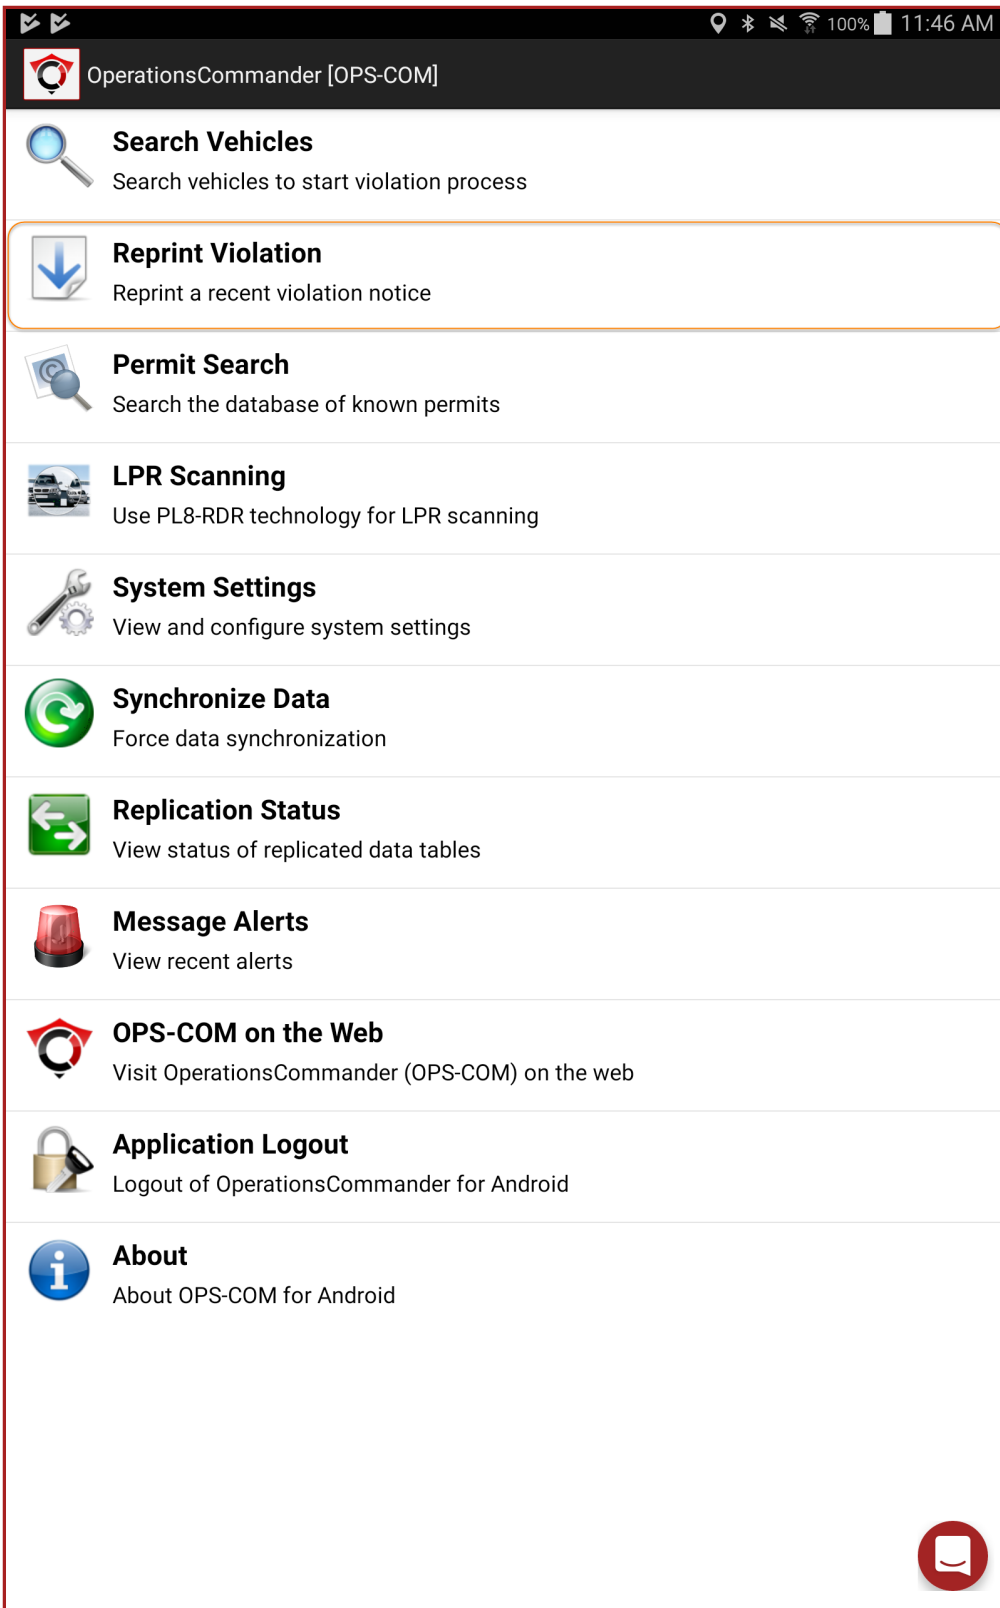 100% 11:46 AM
OperationsCommander [OPS-COM]
Search Vehicles
Search vehicles to start violation process
Reprint Violation
Reprint a recent violation notice
Permit Search
Search the database of known permits
LPR Scanning
Use PL8-RDR technology for LPR scanning
System Settings
View and configure system settings
Synchronize Data
Force data synchronization
Replication Status
View status of replicated data tables
Message Alerts
View recent alerts
OPS-COM on the Web
Visit OperationsCommander (OPS-COM) on the web
Application Logout
Logout of OperationsCommander for Android
About
About OPS-COM for Android